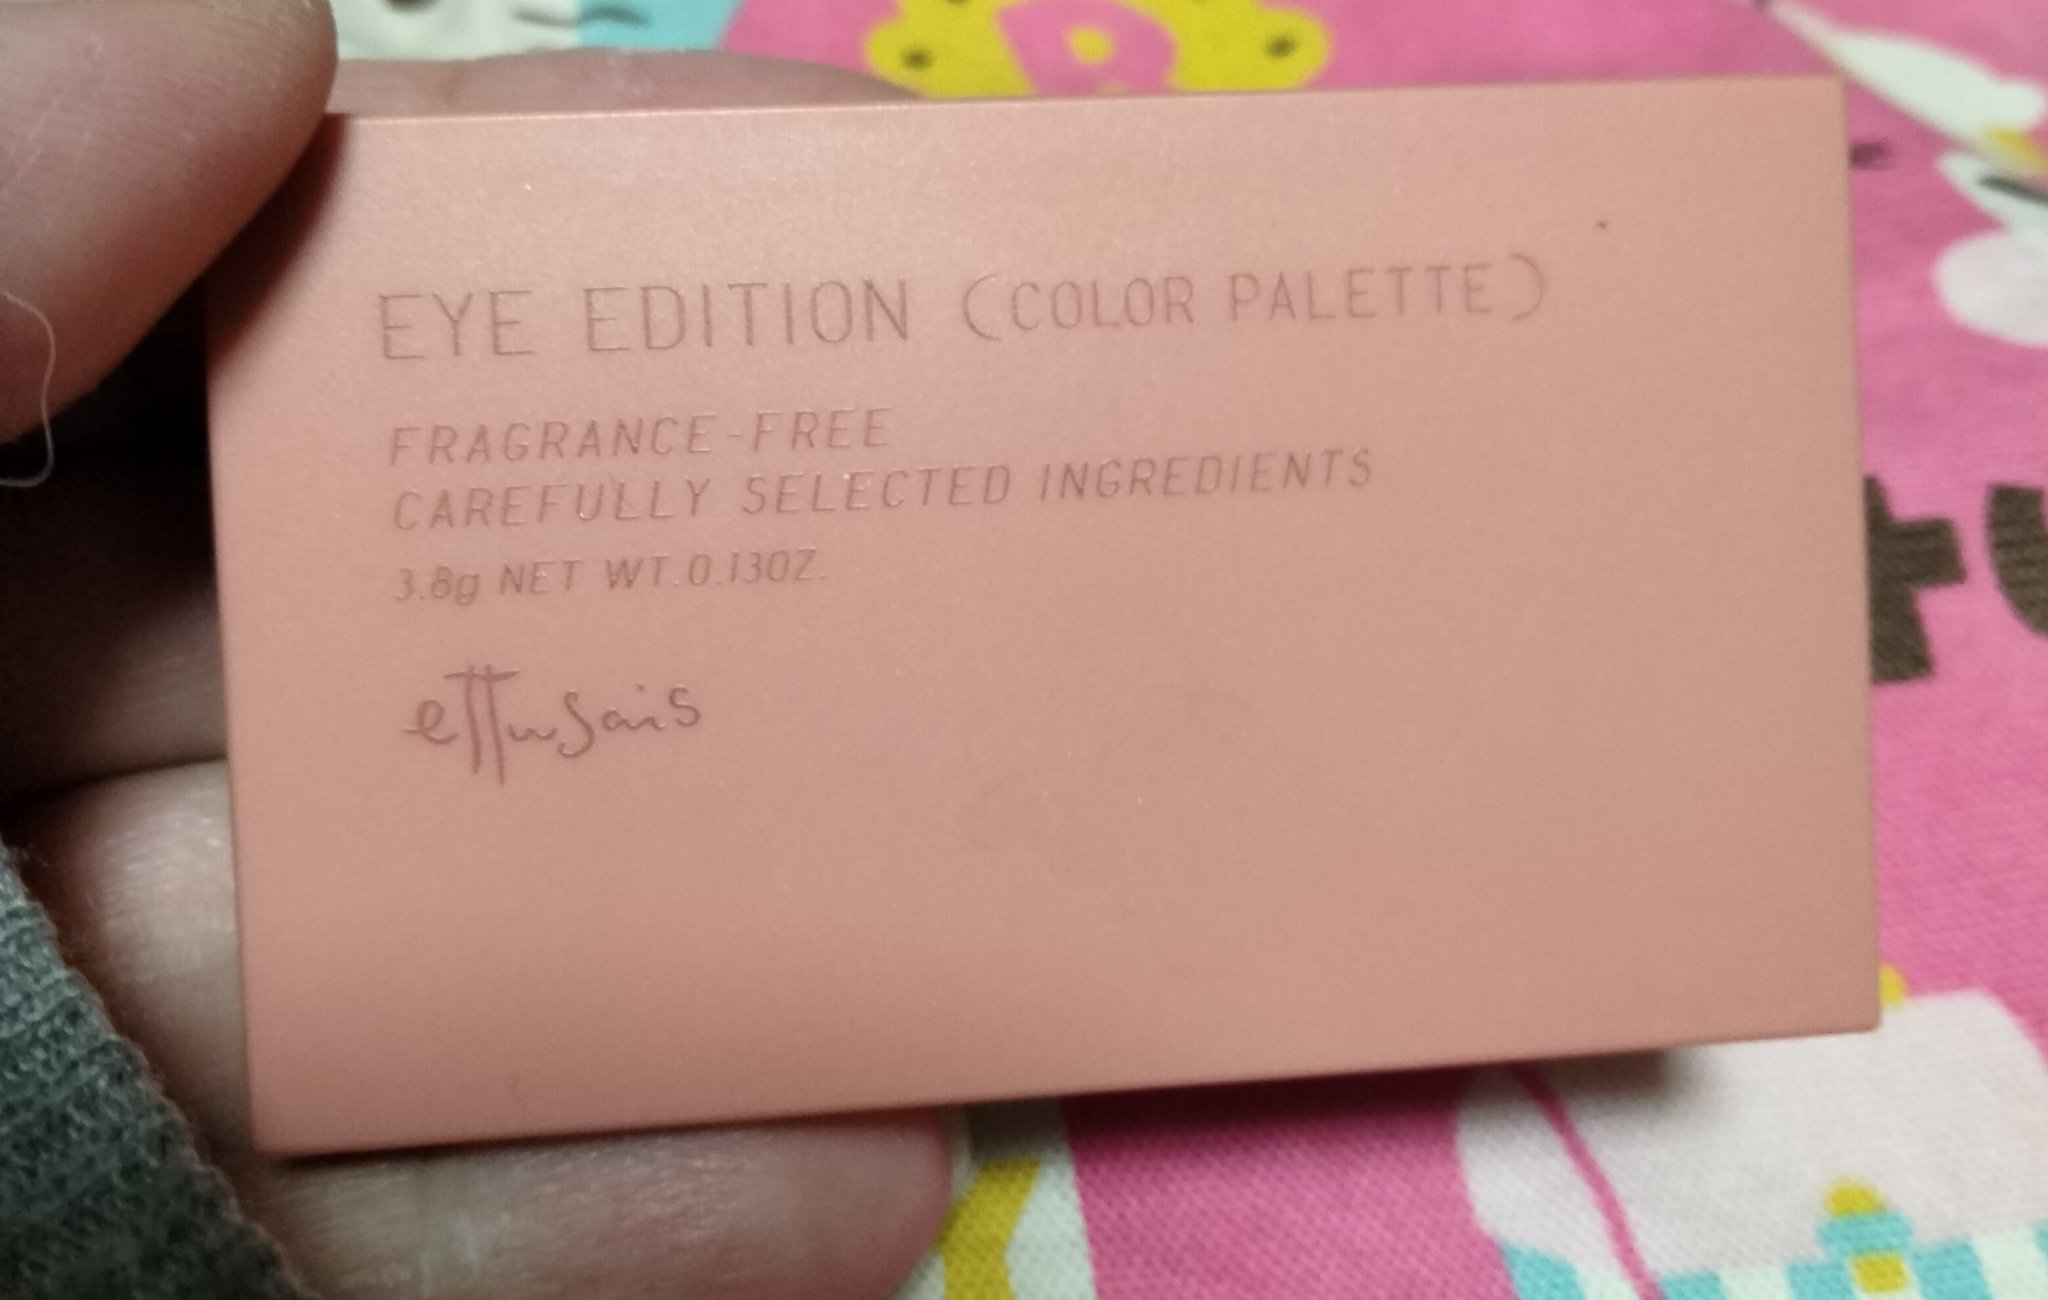 EYE EDITION (COLOR PALETTE)
FRAGRANCE-FREE
CAREFULLY SELECTED INGREDIENTS
3.8g NET WT.0.13OZ.
ettusais